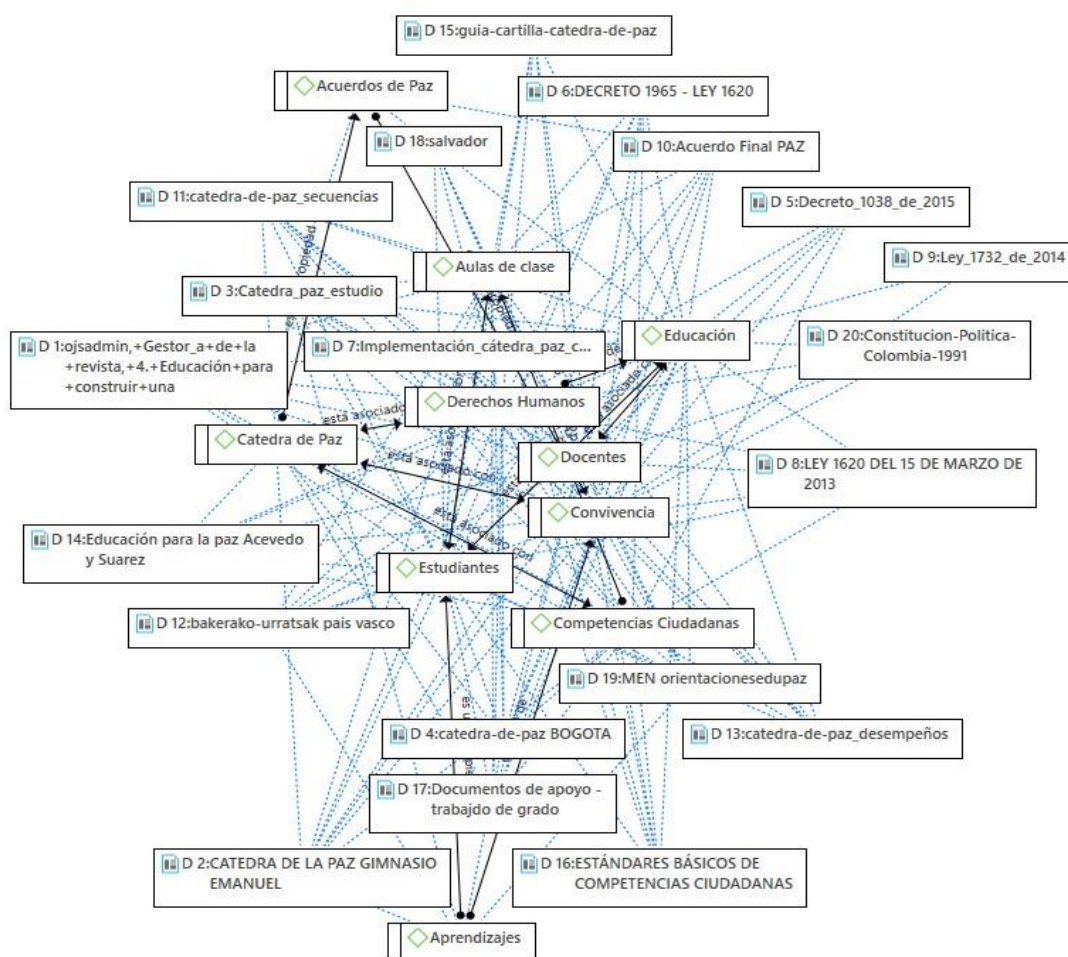 D 15:guia-cartilla-catedra-de-paz
Acuerdos de Paz
D 6:DECRETO 1965 - LEY 1620
D 18:salvador
D 10:Acuerdo Final PAZ
D 11:catedra-de-paz_secuencias
D 5:Decreto_1038_de_2015
D 9:Ley_1732_de_2014
Aulas de clase
D 3:Catedra_paz_estudio
Educación
D 20:Constitucion-Política-
Colombia-1991
D 1:ojsadmin,+Gestor_a+de+la
+revista,+4.+Educación+para
+construir+una
D 7:Implementación_cátedra_paz_c...
Derechos Humanos
está asociado
Catedra de Paz
Docentes
está asociado con
D 8:LEY 1620 DEL 15 DE MARZO DE
2013
Convivencia
está asociado con
D 14:Educación para la paz Acevedo
y Suarez
Estudiantes
D 12:bakerako-urratsak pais vasco
Competencias Ciudadanas
D 19:MEN orientacionesedupaz
D 4:catedra-de-paz BOGOTA
D 13:catedra-de-paz_desempeños
D 17:Documentos de apoyo -
trabajdo de grado
D 2:CATEDRA DE LA PAZ GIMNASIO
EMANUEL
D 16:ESTÁNDARES BÁSICOS DE
COMPETENCIAS CIUDADANAS
Aprendizajes